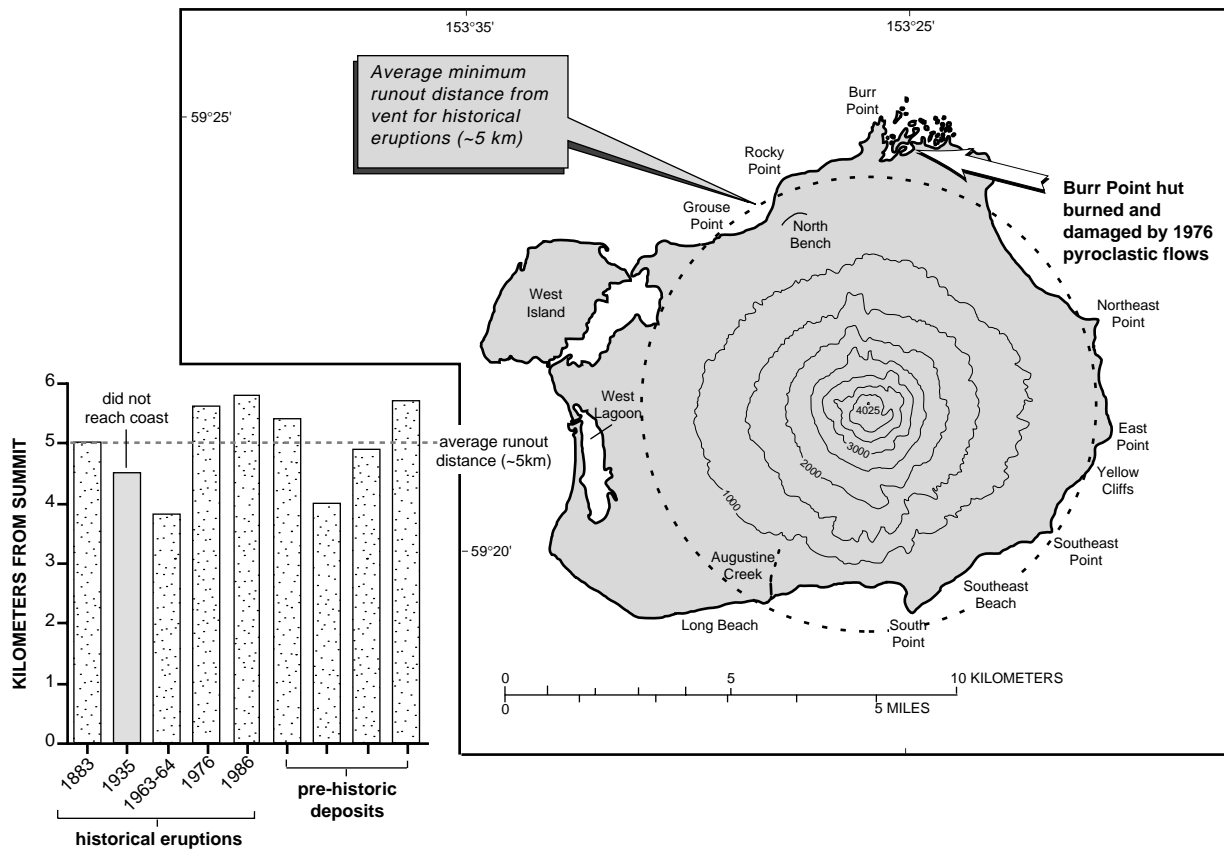 153°35'
153°25'
59°25'
Average minimum
runout distance from
vent for historical
eruptions (~5 km)
Burr
Point
Rocky
Point
Grouse
Point
North
Bench
Burr Point hut
burned and
damaged by 1976
pyroclastic flows
West
Island
Northeast
Point
West
Lagoon
4025
3000
2000
1000
East
Point
Yellow
Cliffs
59°20'
Southeast
Point
Augustine
Creek
Southeast
Beach
Long Beach
South
Point
0 5 10 KILOMETERS
0 5 MILES
KILOMETERS FROM SUMMIT
6
5
4
3
2
1
0
did not
reach coast
average runout
distance (~5km)
1883
1935
1963-64
1976
1986
pre-historic
deposits
historical eruptions